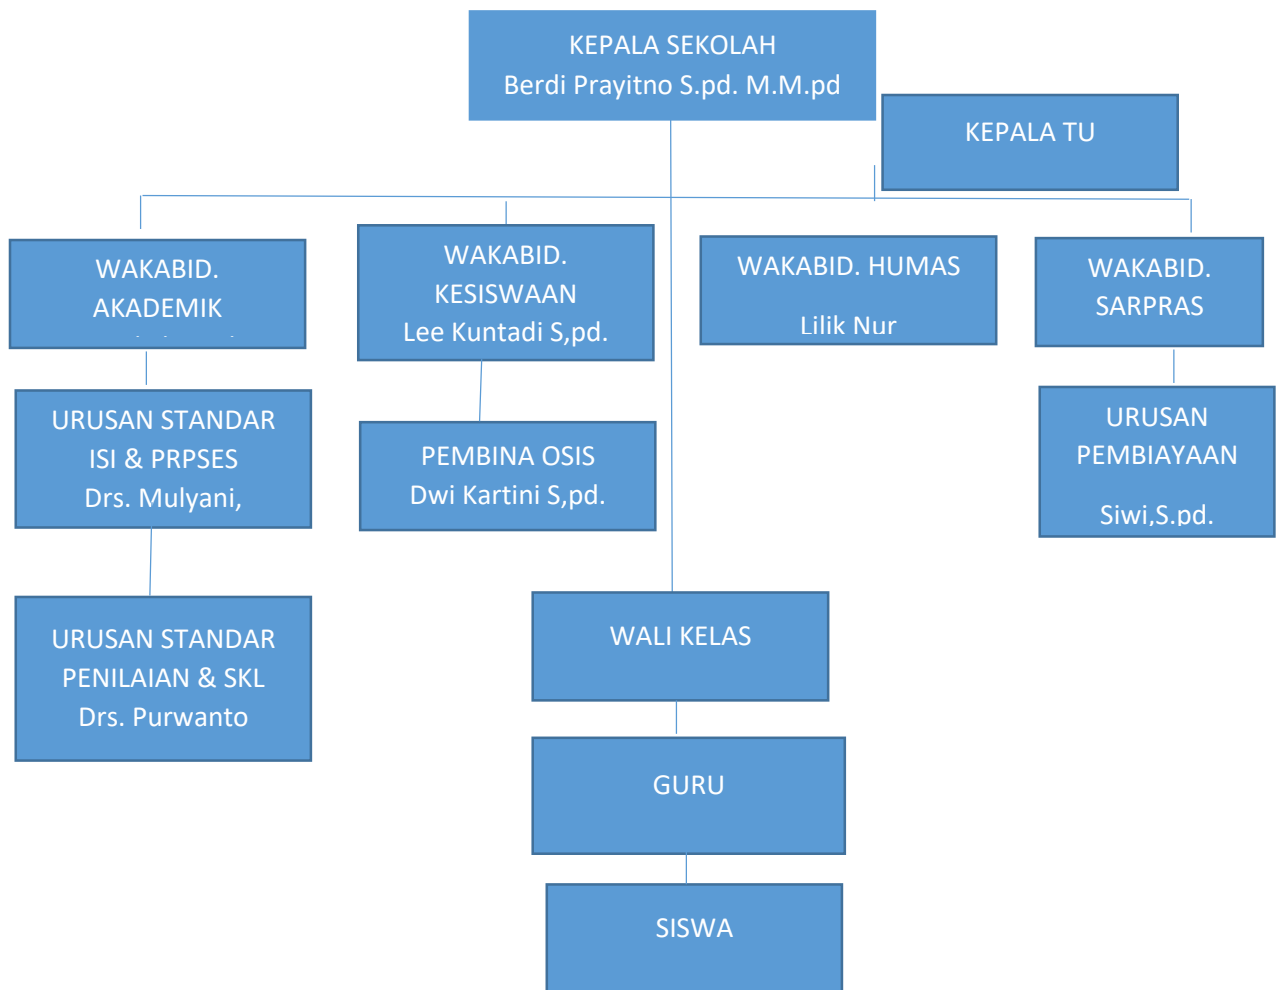 KEPALA SEKOLAH
Berdi Prayitno S.pd. M.M.pd
KEPALA TU
WAKABID.
AKADEMIK
WAKABID.
KESISWAAN
Lee Kuntadi S,pd.
WAKABID. HUMAS
Lilik Nur
WAKABID.
SARPRAS
URUSAN STANDAR
ISI & PRPSES
Drs. Mulyani,
PEMBINA OSIS
Dwi Kartini S,pd.
URUSAN
PEMBIAYAAN
Siwi,S.pd.
URUSAN STANDAR
PENILAIAN & SKL
Drs. Purwanto
WALI KELAS
GURU
SISWA